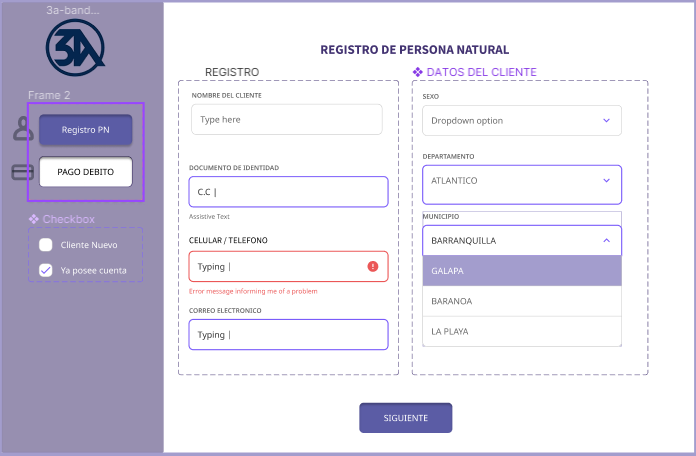 3a-band...
3A
Frame 2
Registro PN
PAGO DEBITO
Checkbox
Cliente Nuevo
Ya posee cuenta
REGISTRO DE PERSONA NATURAL
REGISTRO
NOMBRE DEL CLIENTE
Type here
DOCUMENTO DE IDENTIDAD
C.C |
Assistive Text
CELULAR / TELEFONO
Typing |
Error message informing me of a problem
CORREO ELECTRONICO
Typing |
DATOS DEL CLIENTE
SEXO
Dropdown option
DEPARTAMENTO
ATLANTICO
MUNICIPIO
BARRANQUILLA
GALAPA
BARANOA
LA PLAYA
SIGUIENTE